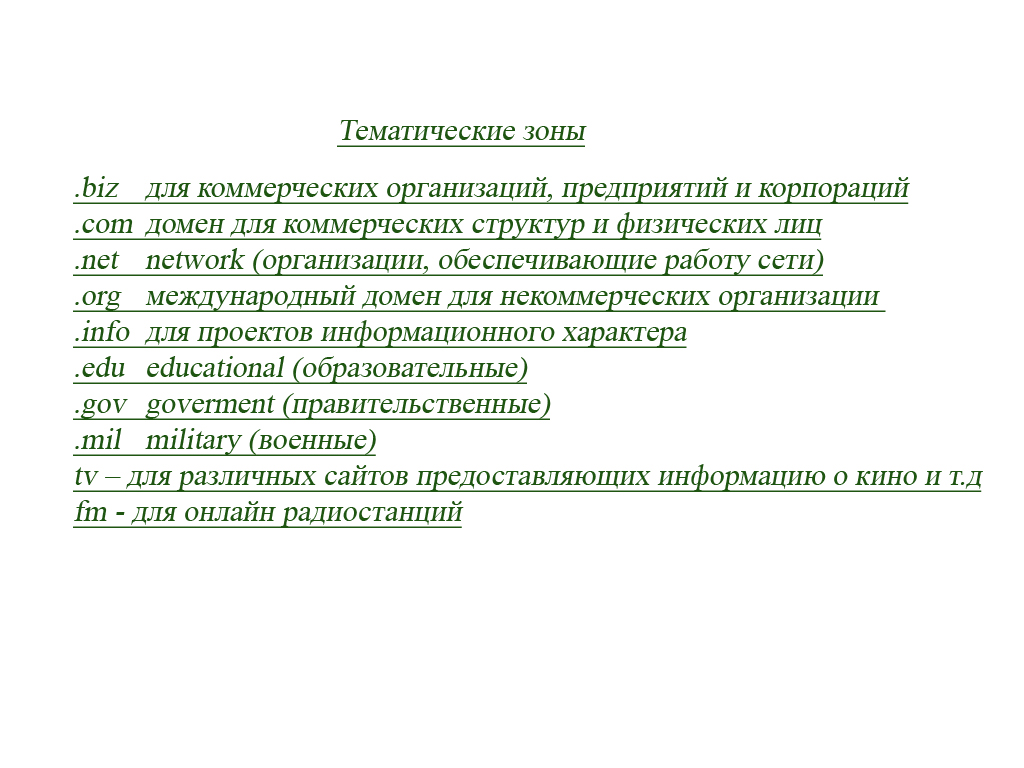 Тематические зоны
.biz для коммерческих организаций, предприятий и корпораций
.com домен для коммерческих структур и физических лиц
.net network (организации, обеспечивающие работу сети)
.org международный домен для некоммерческих организации
.info для проектов информационного характера
.edu educational (образовательные)
.gov goverment (правительственные)
.mil military (военные)
tv – для различных сайтов предоставляющих информацию о кино и т.д
fm - для онлайн радиостанций